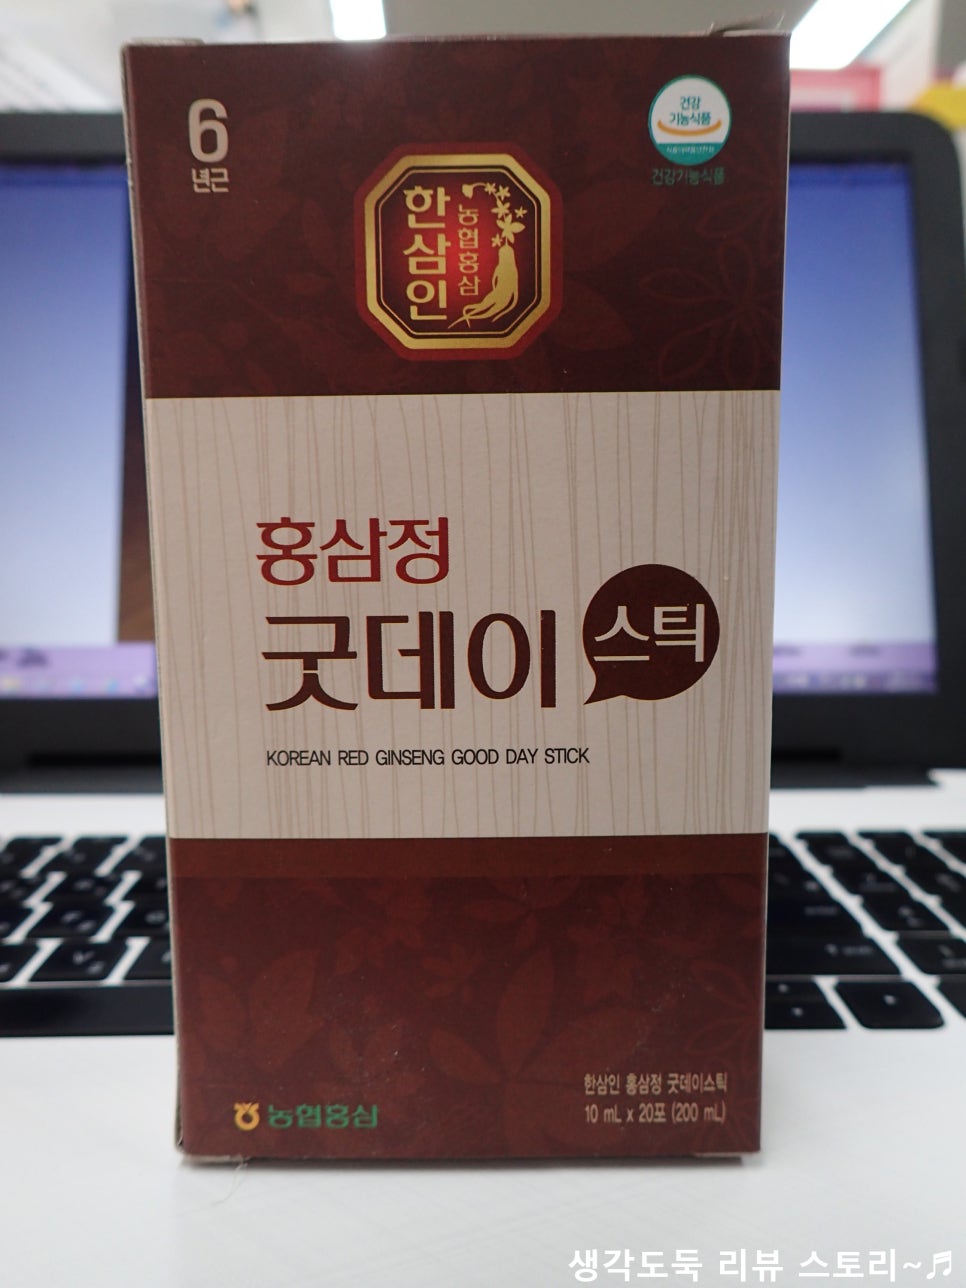 6
년근
건강
기능식품
건강기능식품
한삼인
농협홍삼
홍삼정
굿데이 스틱
KOREAN RED GINSENG GOOD DAY STICK
농협홍삼
한삼인 홍삼정 굿데이스틱
10 mL x 20포 (200 mL)
생각도둑 리뷰 스토리~♬